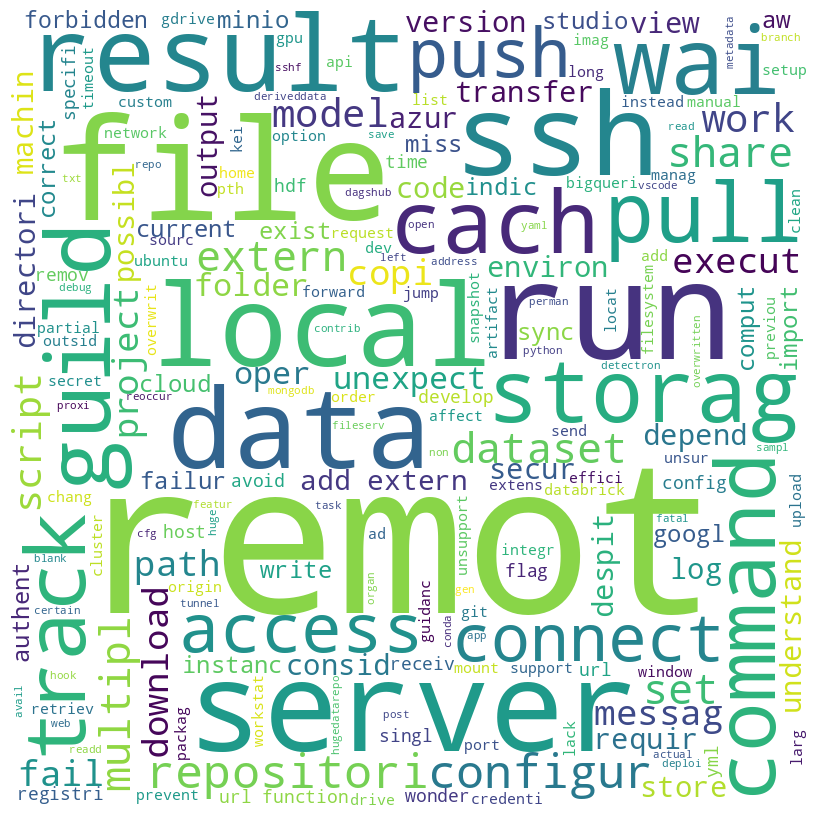 forbidden
gdrive
minio
version
studio
view
aw
branch
result
push
wai
gpu
api
imag
metadata
setup
sshf
long
specifi
timeout
custom
deriveddata
transfer
list
instead
manual
machin
file
output
model
azur
ssh
work
network
option
miss
read
correct
repo
kei
save
time
share
txt
home
pth
hdf
dagshub
code
indic
bigqueri
manag
vscode
clean
guild
possibl
current
exist
request
cach
open
yaml
pull
directori
sourc
extern
dev
left
address
add
execut
ubuntu
copi
environ
remov
folder
forward
jump
snapshot
artifact
locat
filesystem
debug
overwrit
local
perman
run
comput
previou
import
partial
outsid
project
contrib
python
sync
detectron
overwritten
secret
cloud
oper
unexpect
storag
proxi
reoccur
mongodb
order
develop
script
data
affect
fileserv
send
depend
non
dataset
unsur
sampl
log
track
failur
avoid
add extern
secur
effici
extens
databrick
config
upload
command
chang
featur
remot
fatal
cluster
cfg
huge
task
googl
host
ad
integr
unsupport
despit
blank
path
write
flag
understand
authent
origin
organ
guidanc
git
gen
certain
tunnel
access
conda
app
connect
hook
multipl
download
instanc
consid
receiv
mount
support
url
window
set
avail
retriev
workstat
server
messag
web
packag
hugedatarepo
post
port
lack
requir
actual
larg
readd
singl
yml
fail
repositori
configur
deploi
store
registri
prevent
url function
drive
wonder
credenti